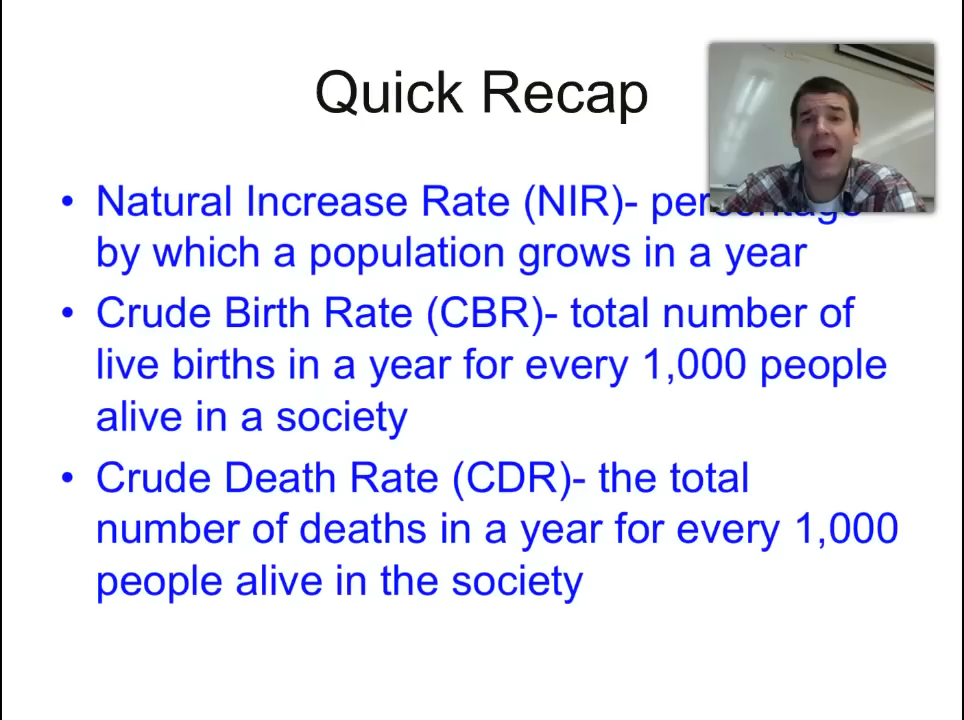 Quick Recap
• Natural Increase Rate (NIR)- percentage
by which a population grows in a year
• Crude Birth Rate (CBR)- total number of
live births in a year for every 1,000 people
alive in a society
• Crude Death Rate (CDR)- the total
number of deaths in a year for every 1,000
people alive in the society